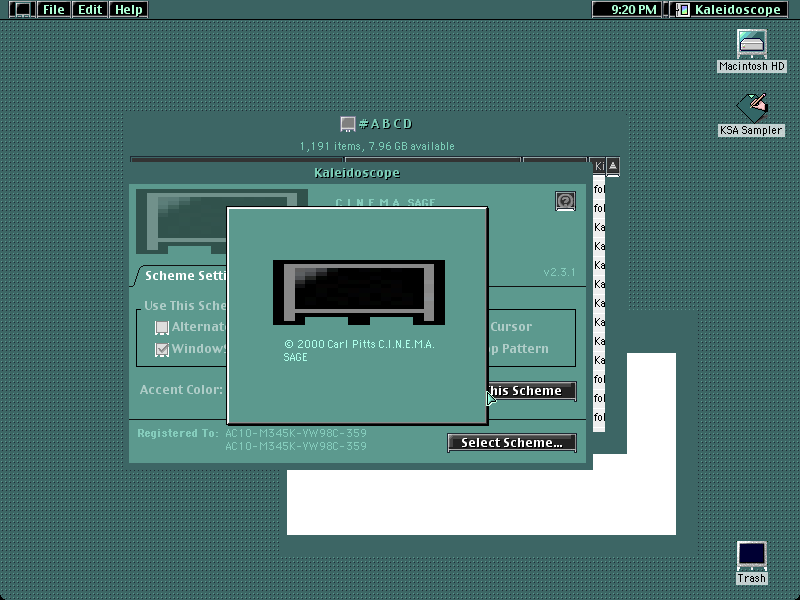 File Edit Help 9:20 PM Kaleidoscope
Macintosh HD
KSA Sampler
#ABCD
1,191 items, 7.96 GB available
Ki
Kaleidoscope
fol
fol
Ka
Ka
Ka
Ka
Ka
Ka
Ka
Ka
fol
fol
fol
C.I.N.E.M.A. SAGE
v2.3.1
Scheme Setti
Use This Sche
Alternat
Cursor
Window
p Pattern
© 2000 Carl Pitts C.I.N.E.M.A.
SAGE
Accent Color:
his Scheme
Registered To: AC10-M345K-YW98C-359
AC10-M345K-YW98C-359
Select Scheme...
Trash